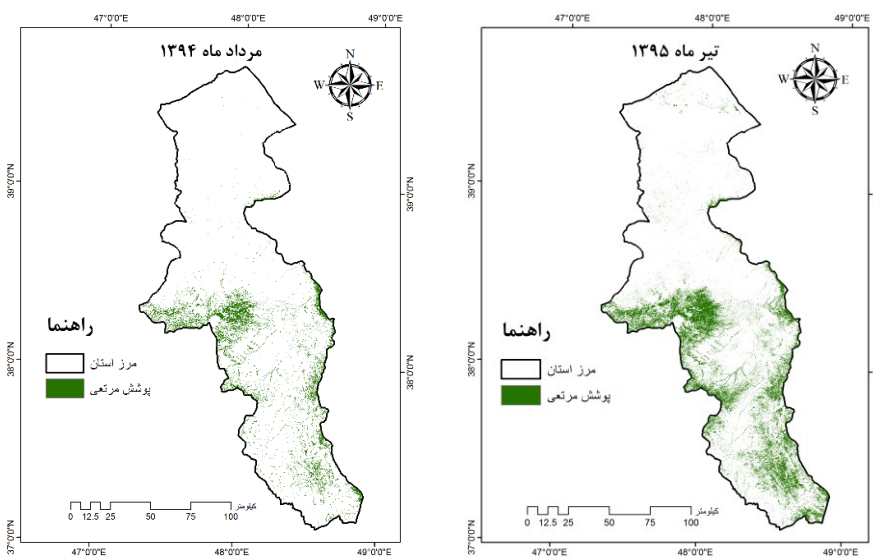 47°0'0"E 48°0'0"E 49°0'0"E
مرداد ماه ۱۳۹۴
N
W E
S
39°0'0"N 39°0'0"N
راهنما
مرز استان
پوشش مرتعی
38°0'0"N 38°0'0"N
کیلومتر
0 12.5 25 50 75 100
37°0'0"N 37°0'0"N
47°0'0"E 48°0'0"E 49°0'0"E
47°0'0"E 48°0'0"E 49°0'0"E
تیر ماه ۱۳۹۵
N
W E
S
39°0'0"N
راهنما
مرز استان
پوشش مرتعی
38°0'0"N
کیلومتر
0 12.5 25 50 75 100
37°0'0"N
47°0'0"E 48°0'0"E 49°0'0"E